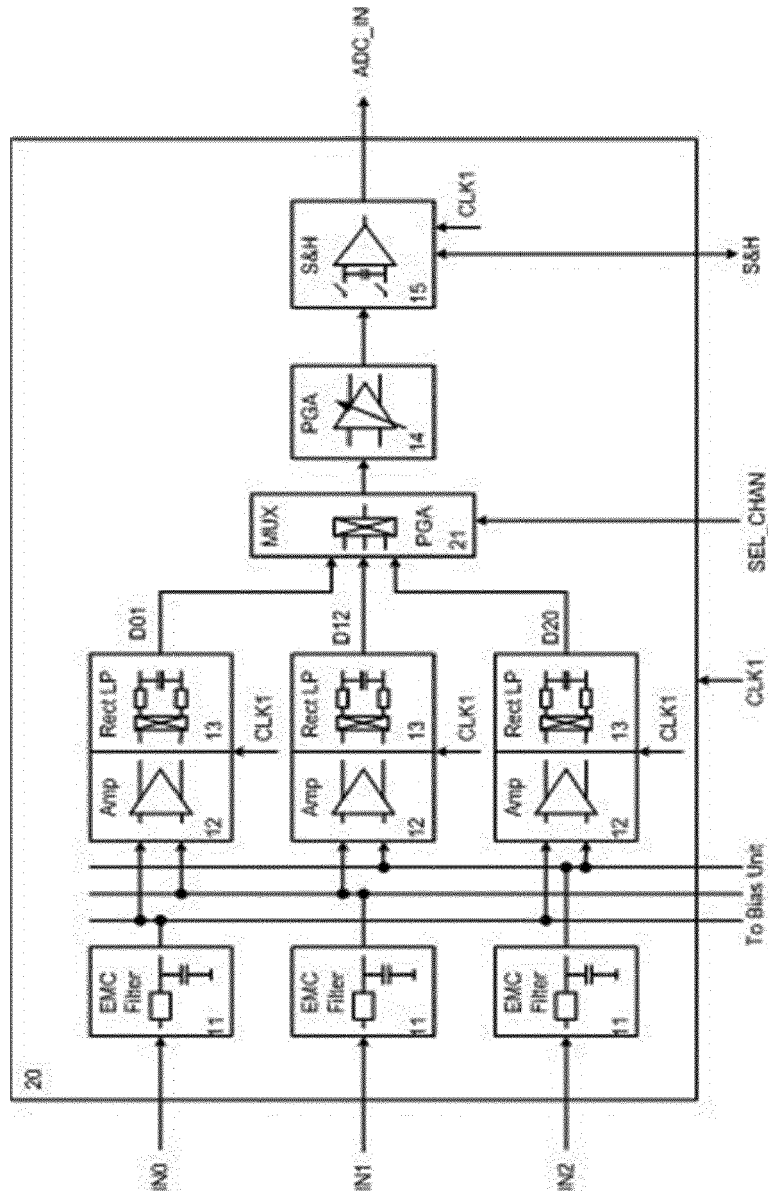 20
IN0
EMC
Filter
11
Amp
12
Rect LP
13
CLK1
D01
IN1
EMC
Filter
11
Amp
12
Rect LP
13
CLK1
D12
IN2
EMC
Filter
11
Amp
12
Rect LP
13
CLK1
D20
MUX
PGA
21
PGA
14
S&H
15
CLK1
ADC_IN
To Bias Unit
CLK1
SEL_CHAN
S&H